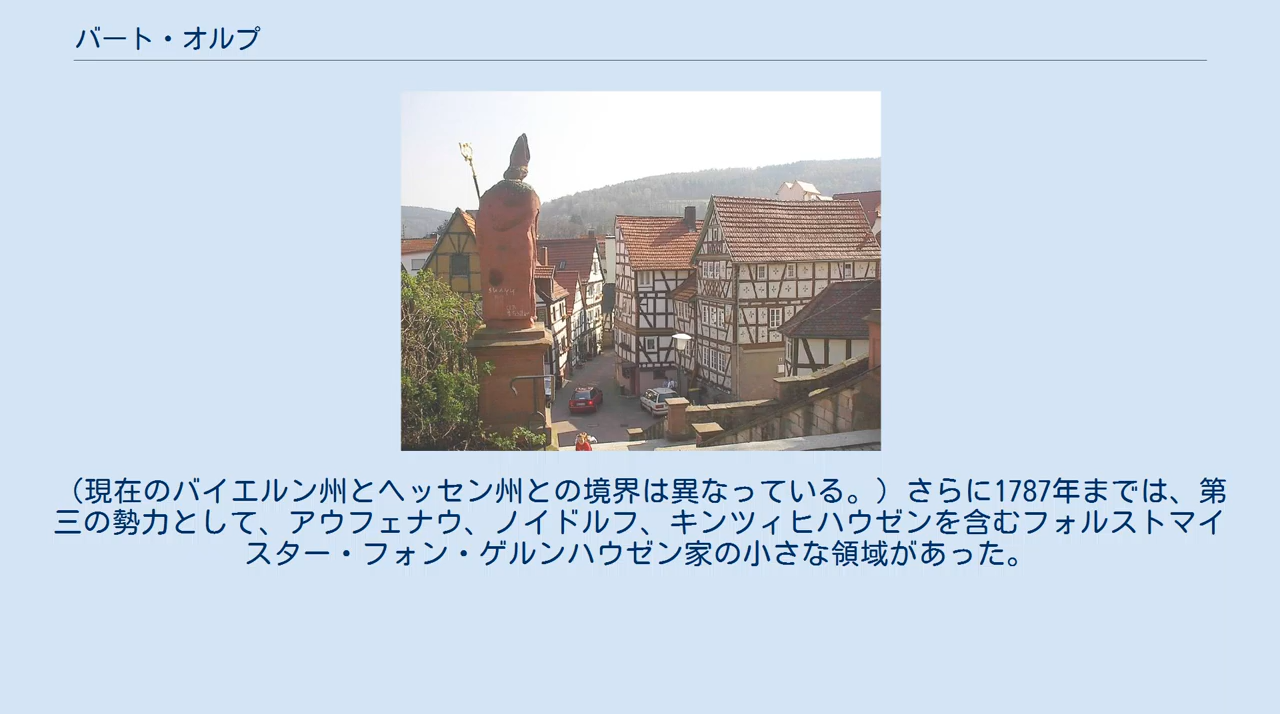 バート・オルプ
（現在のバイエルン州とヘッセン州との境界は異なっている。）さらに1787年までは、第
三の勢力として、アウフェナウ、ノイドルフ、キンツィヒハウゼンを含むフォルストマイ
スター・フォン・ゲルンハウゼン家の小さな領域があった。